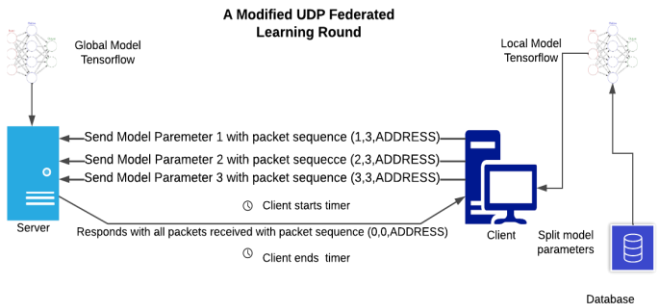 A Modified UDP Federated
Learning Round
Global Model
Tensorflow
Local Model
Tensorflow
Send Model Paremeter 1 with packet sequence (1,3,ADDRESS)
Send Model Parameter 2 with packet sequecce (2,3,ADDRESS)
Send Model Parameter 3 with packet sequence (3,3,ADDRESS)
Client starts timer
Server
Responds with all packets received with packet sequence (0,0,ADDRESS)
Client
Split model
parameters
Client ends timer
Database